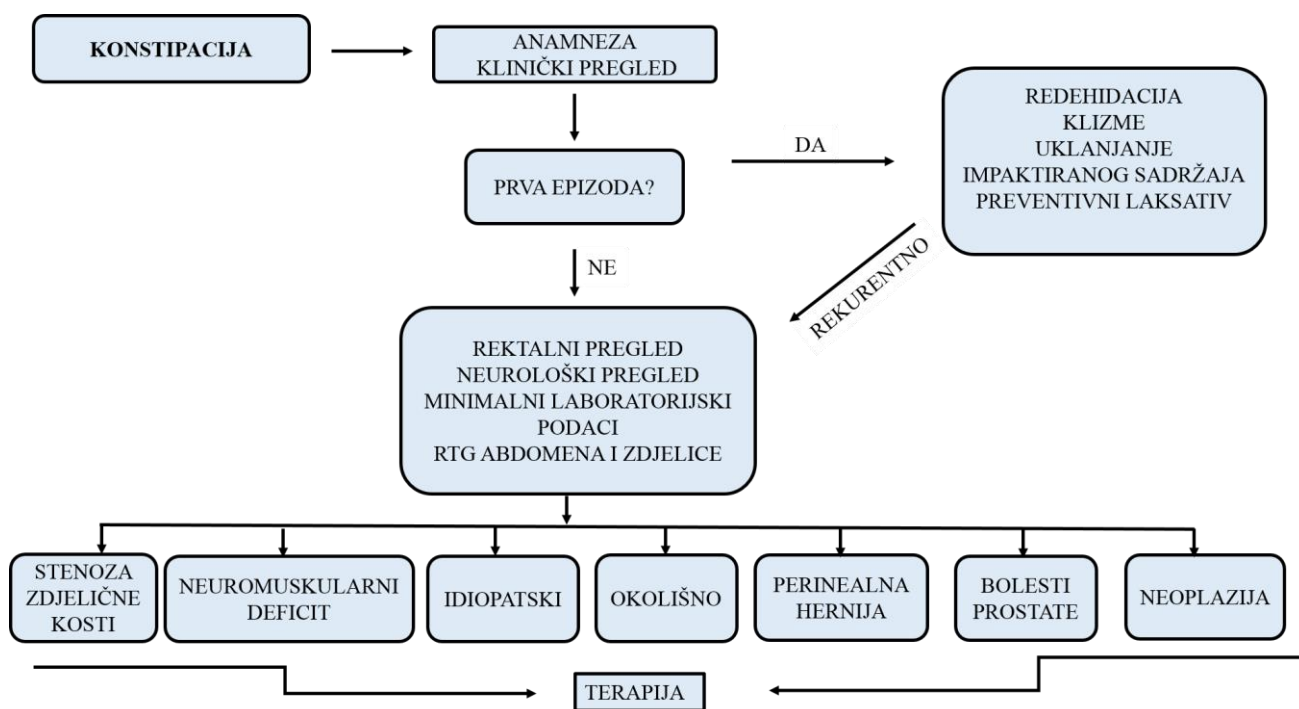 KONSTIPACIJA
ANAMNEZA
KLINIČKI PREGLED
PRVA EPIZODA?
DA
REDEHIDACIJA
KLIZME
UKLANJANJE
IMPAKTIRANOG SADRŽAJA
PREVENTIVNI LAKSATIV
NE
REKURENTNO
REKTALNI PREGLED
NEUROLOŠKI PREGLED
MINIMALNI LABORATORIJSKI
PODACI
RTG ABDOMENA I ZDJELICE
STENOZA
ZDJELIČNE
KOSTI
NEUROMUSKULARNI
DEFICIT
IDIOPATSKI
OKOLIŠNO
PERINEALNA
HERNIJA
BOLESTI
PROSTATE
NEOPLAZIJA
TERAPIJA